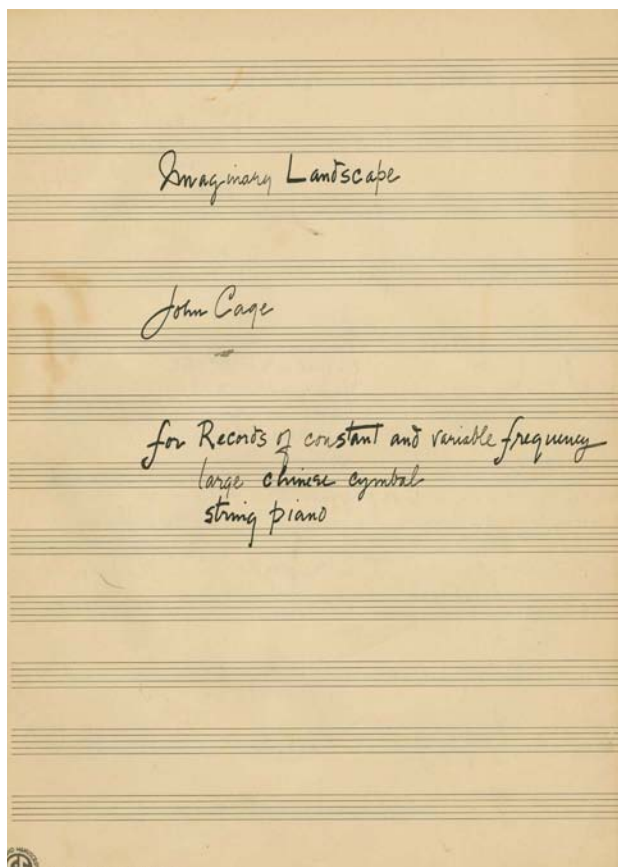 Imaginary Landscape
John Cage
for Records of constant and variable frequency
large chinese cymbal
string piano